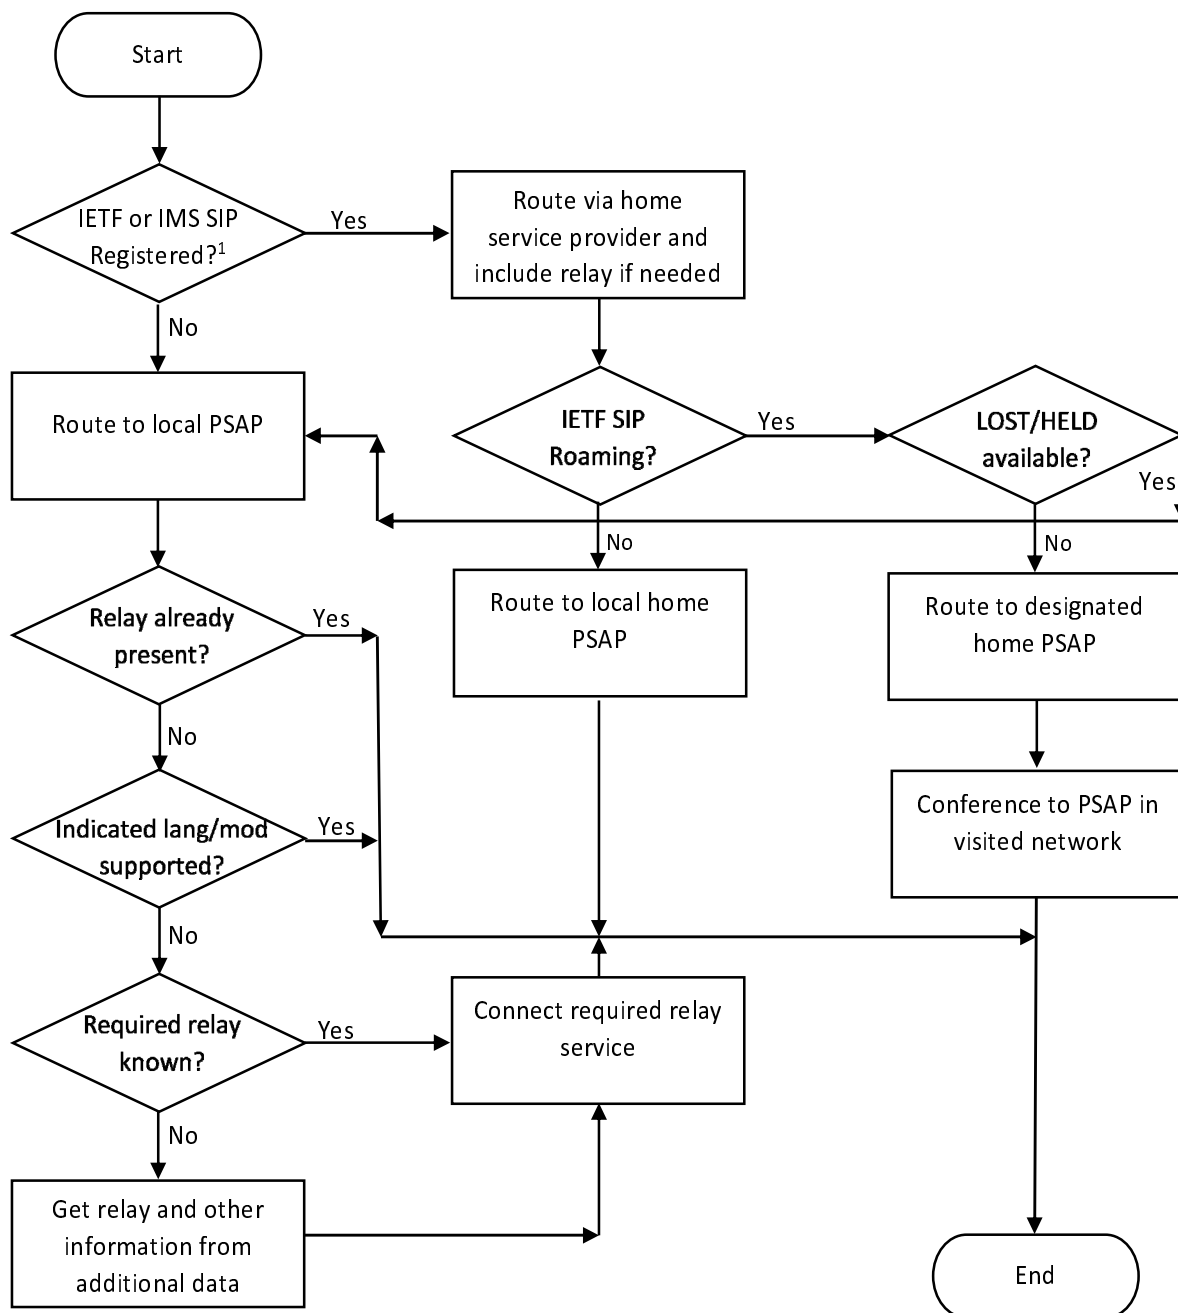 Start
IETF or IMS SIP
Registered?1
Yes
Route via home
service provider and
include relay if needed
No
Route to local PSAP
IETF SIP
Roaming?
Yes
LOST/HELD
available?
Yes
No
No
Relay already
present?
Yes
Route to local home
PSAP
Route to designated
home PSAP
No
Indicated lang/mod
supported?
Yes
Conference to PSAP in
visited network
No
Required relay
known?
Yes
Connect required relay
service
No
Get relay and other
information from
additional data
End